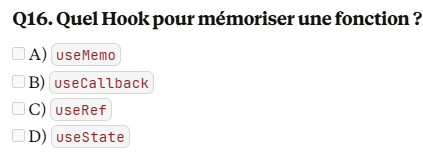 Q16. Quel Hook pour mémoriser une fonction ?
A) useMemo
B) useCallback
C) useRef
D) useState